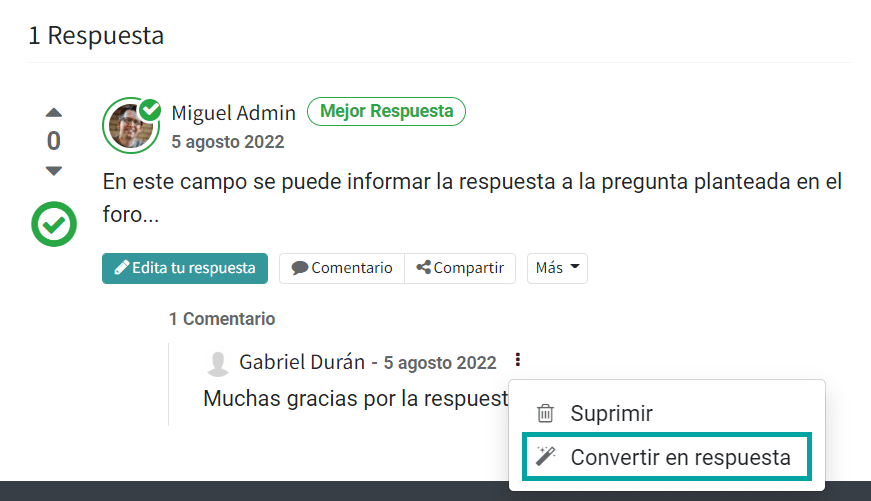 1 Respuesta
Miguel Admin Mejor Respuesta
0
5 agosto 2022
En este campo se puede informar la respuesta a la pregunta planteada en el
foro...
Edita tu respuesta Comentario Compartir Más
1 Comentario
Gabriel Durán - 5 agosto 2022
Muchas gracias por la respuest
Suprimir
Convertir en respuesta